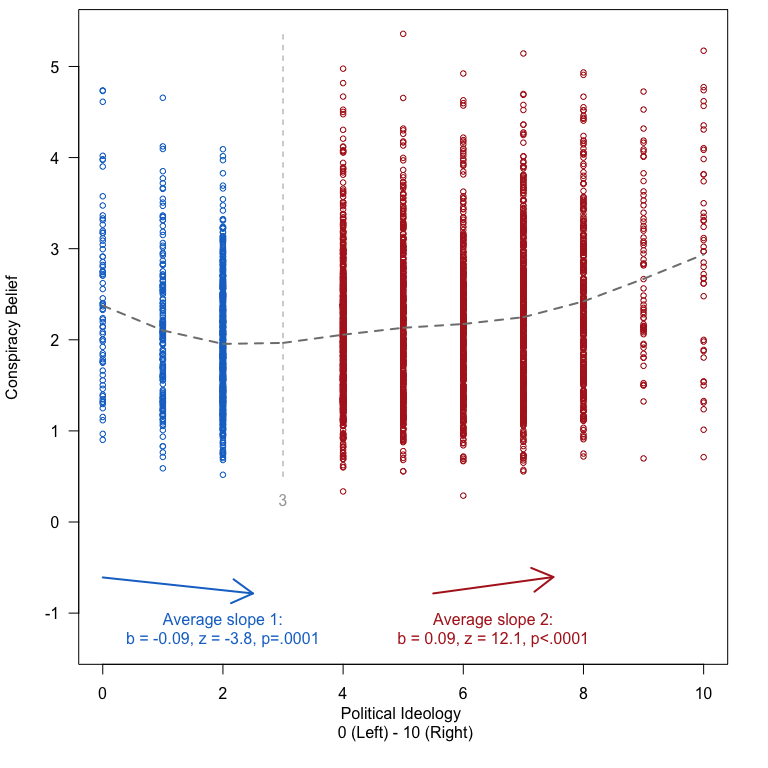 5
4
3
2
1
0
-1
Conspiracy Belief
3
Average slope 1:
b = -0.09, z = -3.8, p=.0001
Average slope 2:
b = 0.09, z = 12.1, p<.0001
0 2 4 6 8 10
Political Ideology
0 (Left) - 10 (Right)